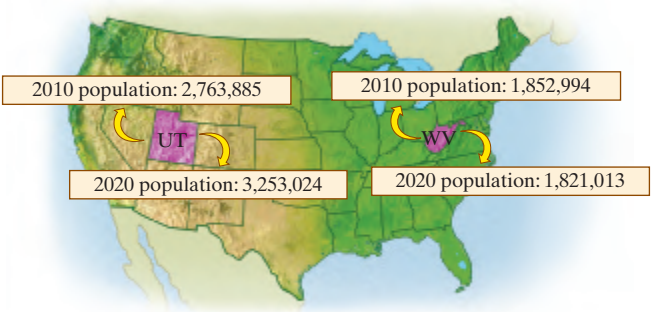 2010 population: 2,763,885
2010 population: 1,852,994
UT
WV
2020 population: 3,253,024
2020 population: 1,821,013